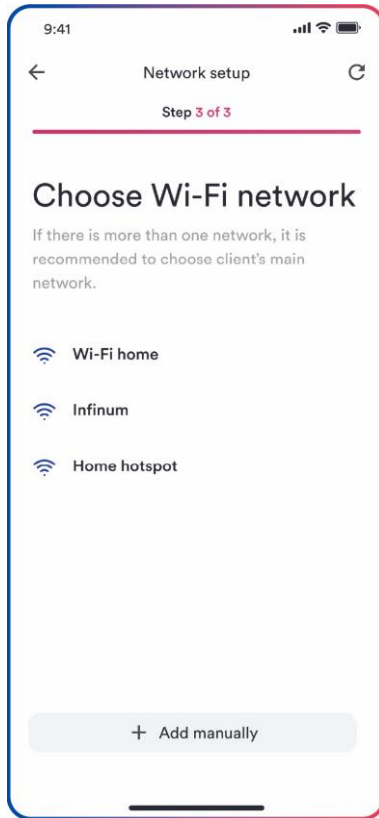 9:41
Network setup
Step 3 of 3
Choose Wi-Fi network
If there is more than one network, it is
recommended to choose client's main
network.
Wi-Fi home
Infinum
Home hotspot
+ Add manually